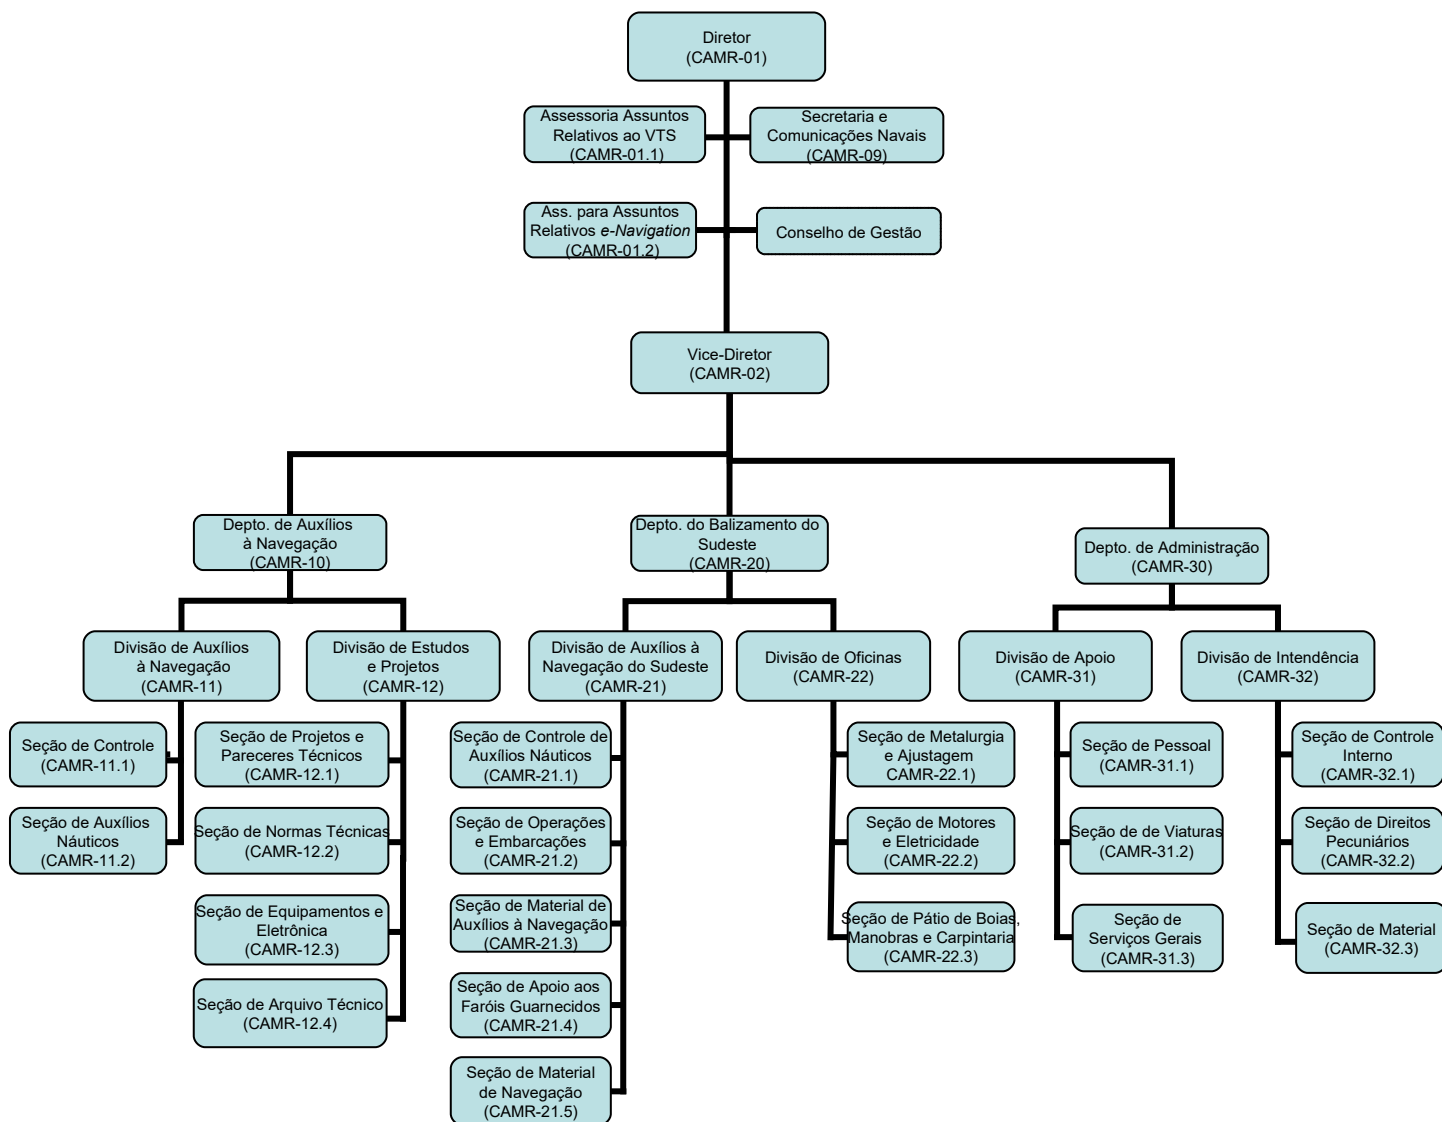 Diretor
(CAMR-01)
Assessoria Assuntos
Relativos ao VTS
(CAMR-01.1)
Secretaria e
Comunicações Navais
(CAMR-09)
Ass. para Assuntos
Relativos e-Navigation
(CAMR-01.2)
Conselho de Gestão
Vice-Diretor
(CAMR-02)
Depto. de Auxílios
à Navegação
(CAMR-10)
Depto. do Balizamento do
Sudeste
(CAMR-20)
Depto. de Administração
(CAMR-30)
Divisão de Auxílios
à Navegação
(CAMR-11)
Divisão de Estudos
e Projetos
(CAMR-12)
Divisão de Auxílios à
Navegação do Sudeste
(CAMR-21)
Divisão de Oficinas
(CAMR-22)
Divisão de Apoio
(CAMR-31)
Divisão de Intendência
(CAMR-32)
Seção de Controle
(CAMR-11.1)
Seção de Auxílios
Náuticos
(CAMR-11.2)
Seção de Projetos e
Pareceres Técnicos
(CAMR-12.1)
Seção de Normas Técnicas
(CAMR-12.2)
Seção de Equipamentos e
Eletrônica
(CAMR-12.3)
Seção de Arquivo Técnico
(CAMR-12.4)
Seção de Controle de
Auxílios Náuticos
(CAMR-21.1)
Seção de Operações
e Embarcações
(CAMR-21.2)
Seção de Material de
Auxílios à Navegação
(CAMR-21.3)
Seção de Apoio aos
Faróis Guarnecidos
(CAMR-21.4)
Seção de Material
de Navegação
(CAMR-21.5)
Seção de Metalurgia
e Ajustagem
CAMR-22.1)
Seção de Motores
e Eletricidade
(CAMR-22.2)
Seção de Pátio de Boias,
Manobras e Carpintaria
(CAMR-22.3)
Seção de Pessoal
(CAMR-31.1)
Seção de de Viaturas
(CAMR-31.2)
Seção de
Serviços Gerais
(CAMR-31.3)
Seção de Controle
Interno
(CAMR-32.1)
Seção de Direitos
Pecuniários
(CAMR-32.2)
Seção de Material
(CAMR-32.3)